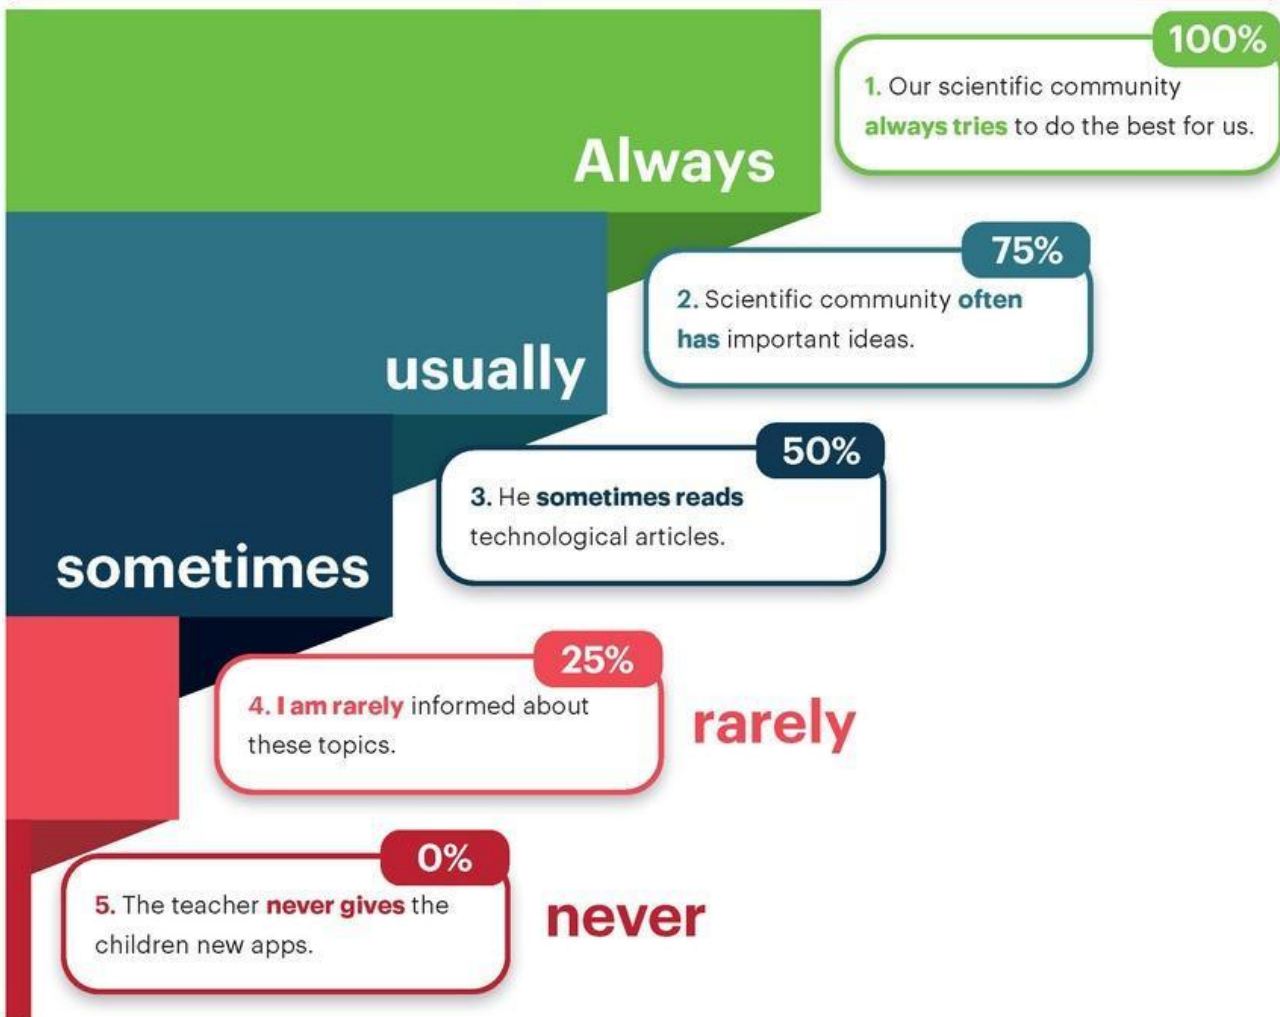 100%
1. Our scientific community
always tries to do the best for us.
Always
75%
2. Scientific community often
has important ideas.
usually
50%
3. He sometimes reads
technological articles.
sometimes
25%
4. I am rarely informed about
these topics.
rarely
0%
5. The teacher never gives the
children new apps.
never